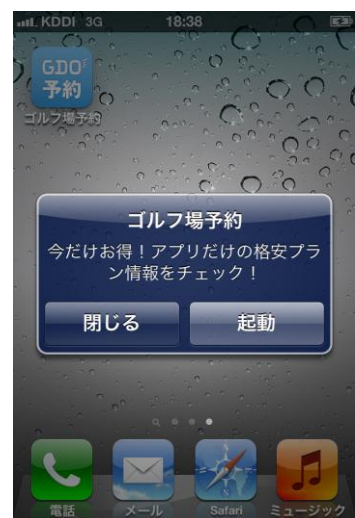 KDDI 3G 18:38
GDO
予約
ゴルフ場予約
ゴルフ場予約
今だけお得！アプリだけの格安プラ
ン情報をチェック！
閉じる 起動
電話 メール Safari ミュージック